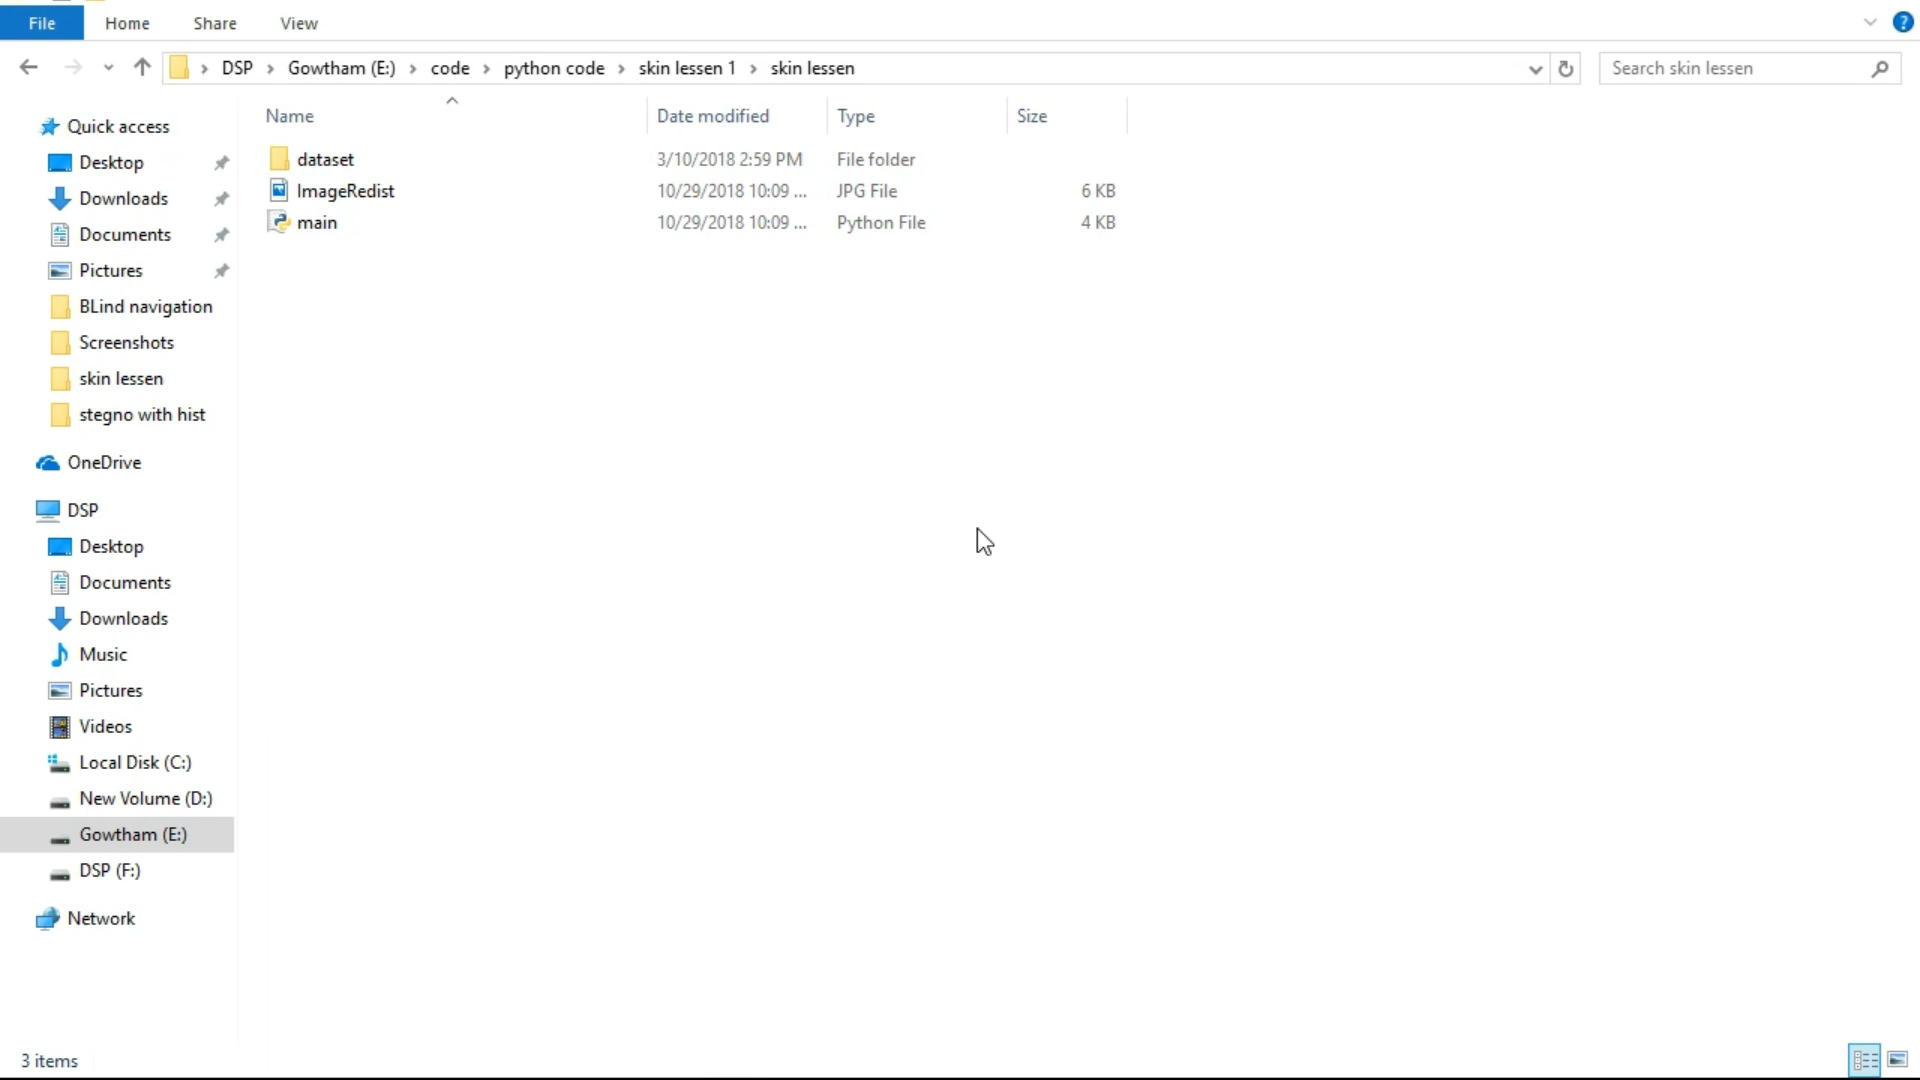 File Home Share View
DSP Gowtham (E:) code python code skin lessen 1 skin lessen Search skin lessen
Name Date modified Type Size
dataset 3/10/2018 2:59 PM File folder
ImageRedist 10/29/2018 10:09 ... JPG File 6 KB
main 10/29/2018 10:09 ... Python File 4 KB
Quick access
Desktop
Downloads
Documents
Pictures
BLind navigation
Screenshots
skin lessen
stegno with hist
OneDrive
DSP
Desktop
Documents
Downloads
Music
Pictures
Videos
Local Disk (C:)
New Volume (D:)
Gowtham (E:)
DSP (F:)
Network
3 items